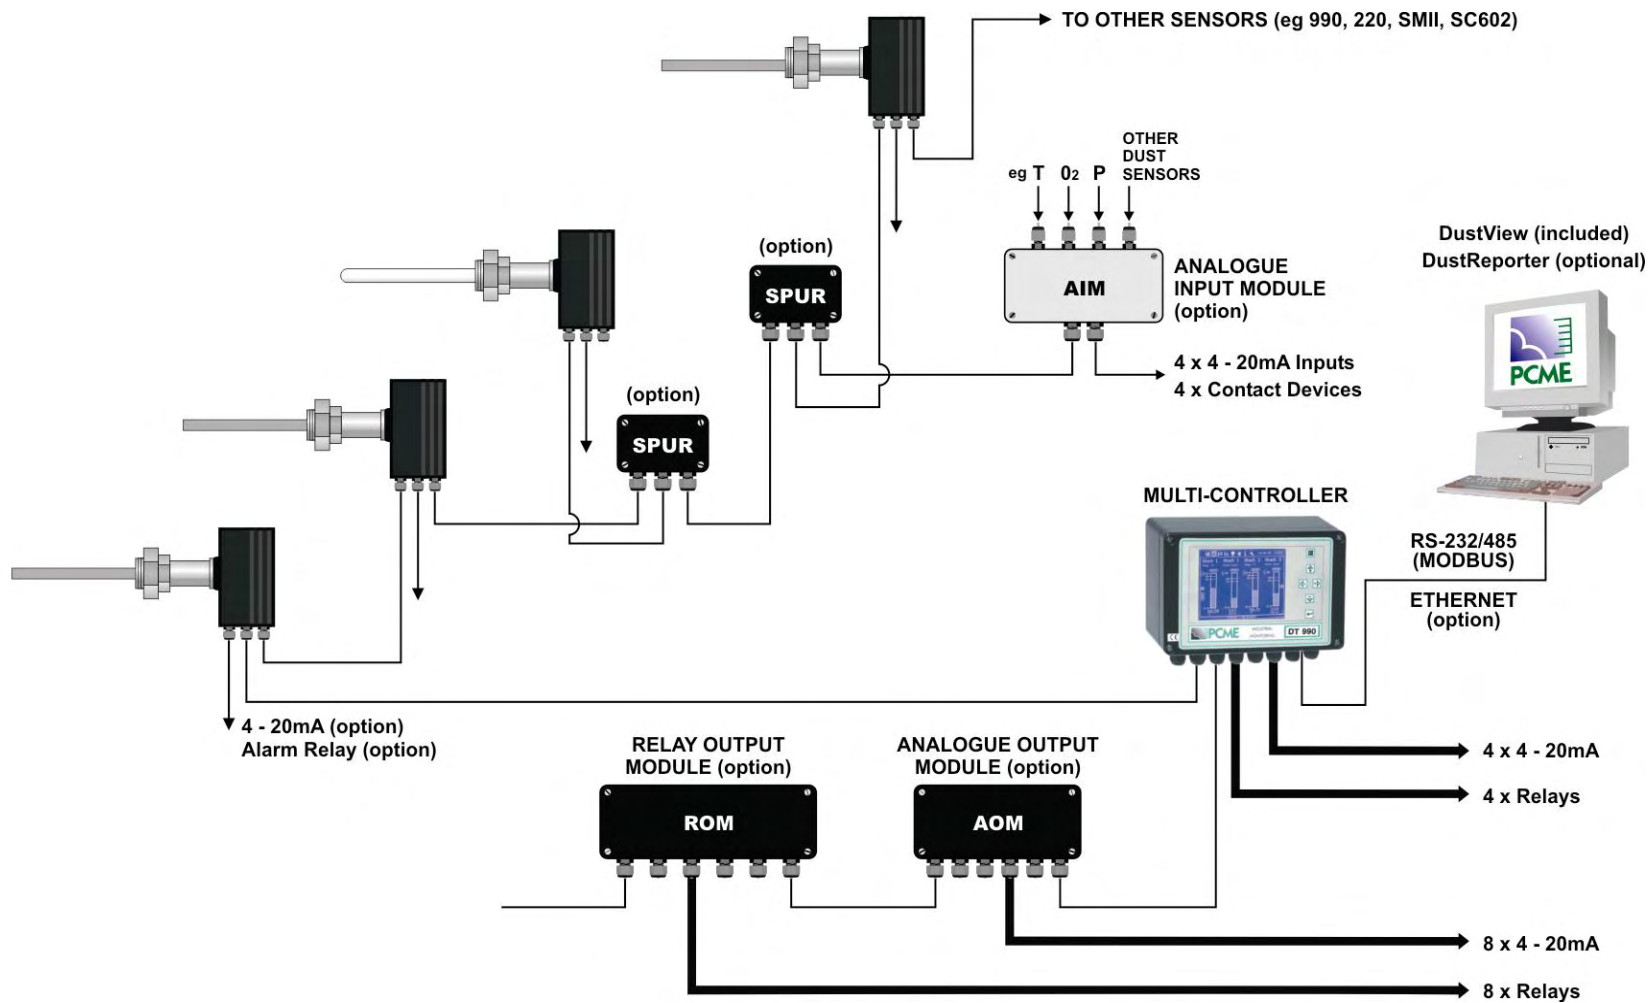 TO OTHER SENSORS (eg 990, 220, SMII, SC602)
OTHER
DUST
SENSORS
eg T 02 P
(option)
SPUR
AIM
ANALOGUE
INPUT MODULE
(option)
4 x 4 - 20mA Inputs
4 x Contact Devices
DustView (included)
DustReporter (optional)
PCME
(option)
SPUR
MULTI-CONTROLLER
PCME
DT 990
RS-232/485
(MODBUS)
ETHERNET
(option)
4 - 20mA (option)
Alarm Relay (option)
RELAY OUTPUT
MODULE (option)
ROM
ANALOGUE OUTPUT
MODULE (option)
AOM
4 x 4 - 20mA
4 x Relays
8 x 4 - 20mA
8 x Relays